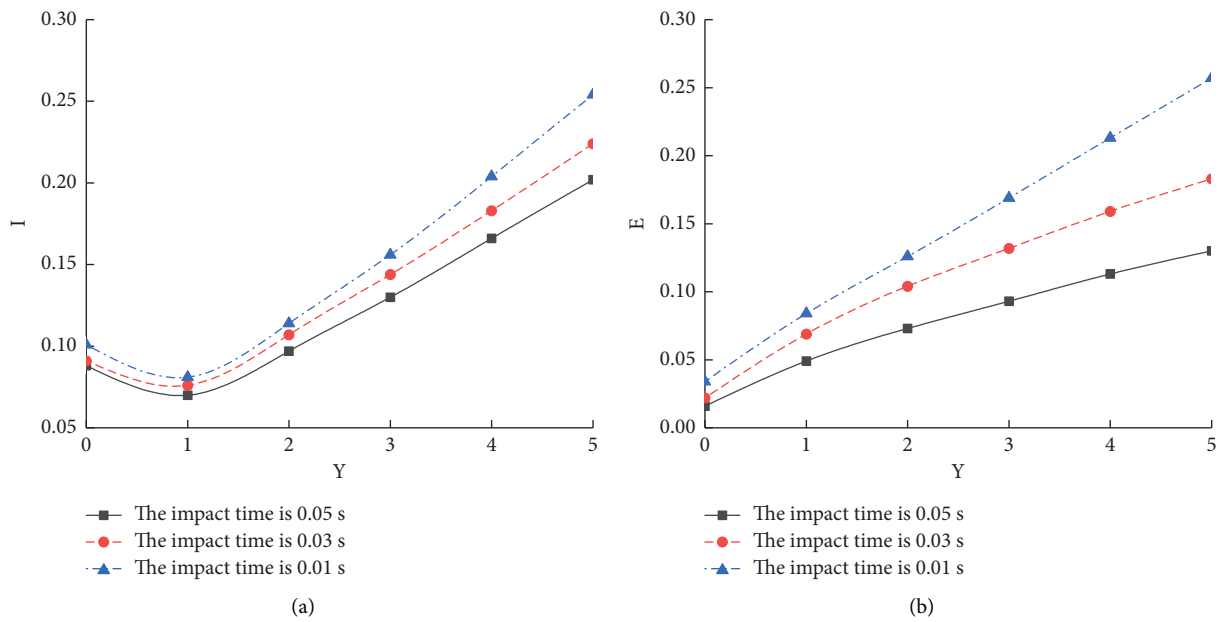 0.30
0.25
0.20
I
0.15
0.10
0.05
0 1 2 3 4 5
Y
The impact time is 0.05 s
The impact time is 0.03 s
The impact time is 0.01 s
(a)
0.30
0.25
0.20
0.15
E
0.10
0.05
0.00
0 1 2 3 4 5
Y
The impact time is 0.05 s
The impact time is 0.03 s
The impact time is 0.01 s
(b)